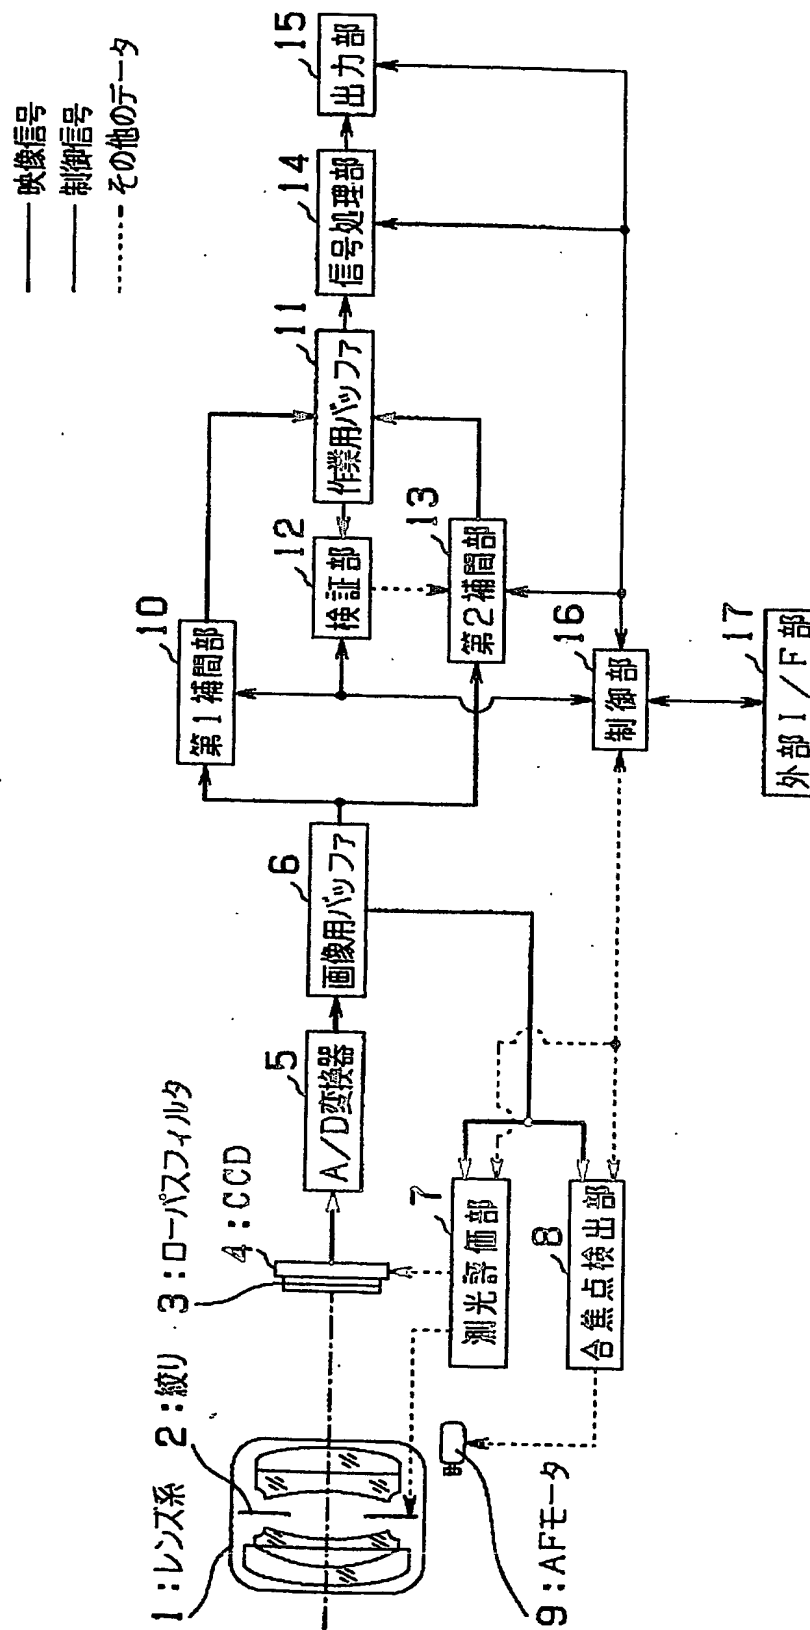 映像信号
制御信号
その他のデータ
1：レンズ系
2：絞り
3：ローパスフィルタ
4：CCD
5
A/D変換器
6
画像用バッファ
7
測光評価部
8
合焦点検出部
9：AFモータ
10
第1補間部
11
作業用バッファ
12
検証部
13
第2補間部
14
信号処理部
15
出力部
16
制御部
17
外部I/F部